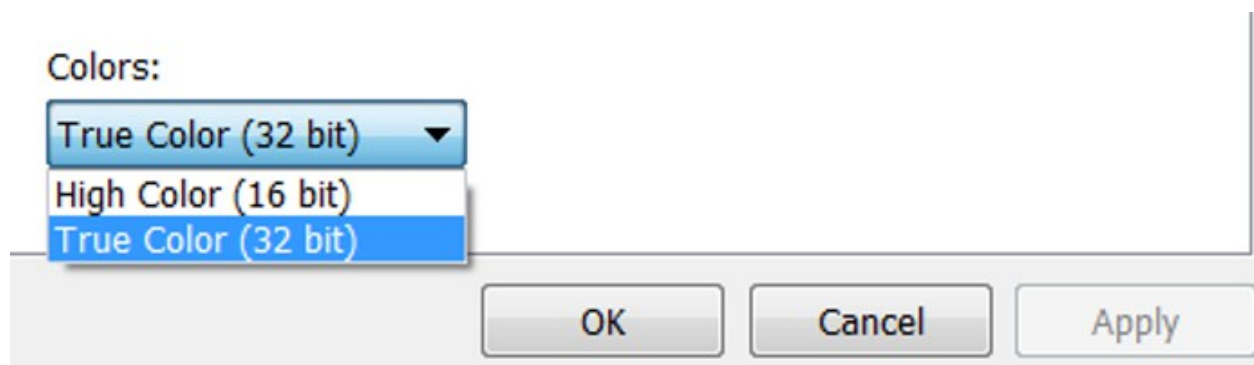 Colors:
True Color (32 bit)
High Color (16 bit)
True Color (32 bit)
OK Cancel Apply